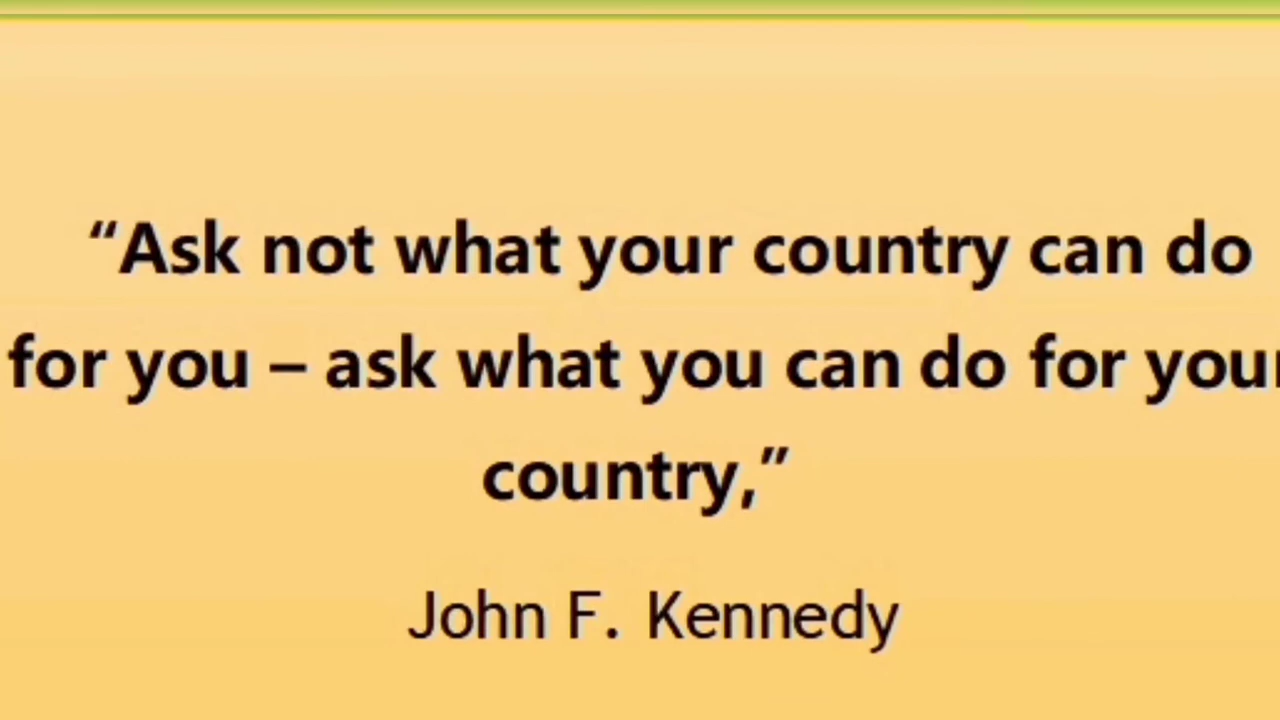 “Ask not what your country can do
for you – ask what you can do for your
country,”
John F. Kennedy